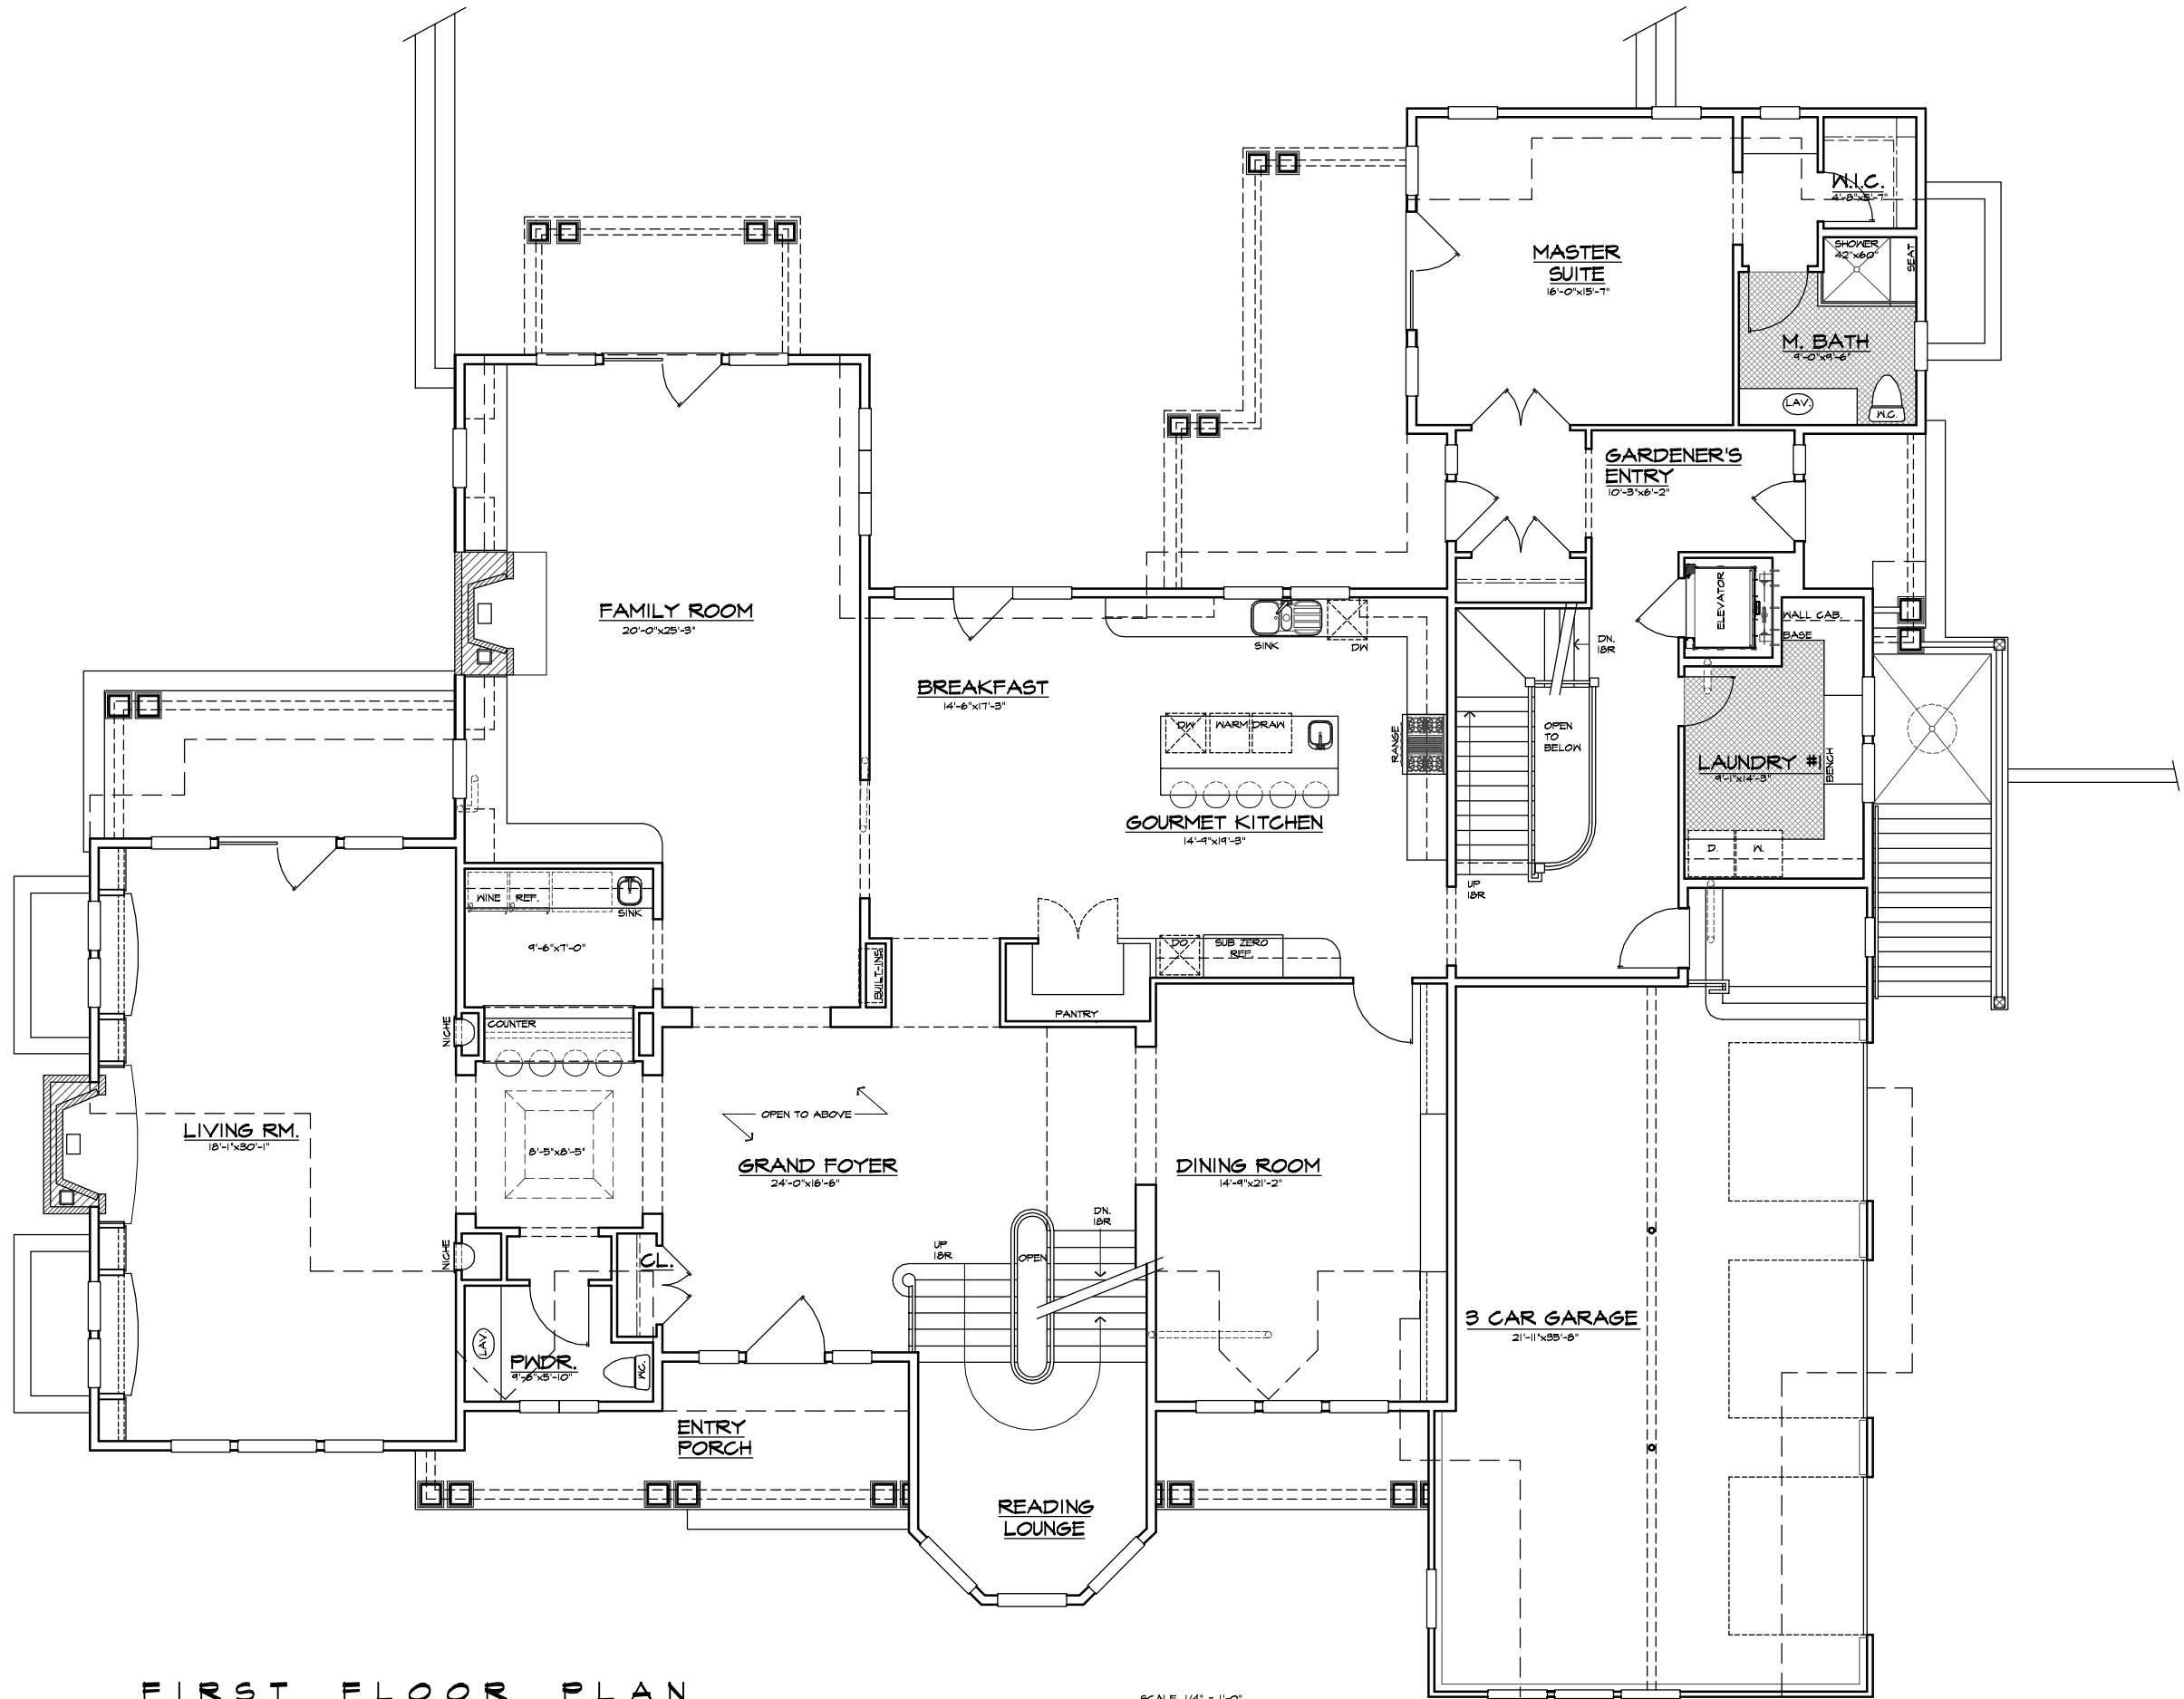 W.I.C.
4'-8"x5'-7"
SHOWER
42"x60"
SEAT
MASTER
SUITE
16'-0"x15'-7"
M. BATH
9'-0"x9'-6"
LAV.
W.C.
GARDENER'S
ENTRY
10'-3"x6'-2"
ELEVATOR
WALL CAB.
BASE
FAMILY ROOM
20'-0"x25'-3"
SINK
DW
DN.
18R
BREAKFAST
14'-6"x17'-3"
DW
WARM DRAW
RANGE
OPEN
TO
BELOW
LAUNDRY #1
9'-1"x14'-3"
BENCH
GOURMET KITCHEN
14'-9"x19'-3"
D.
W.
UP
18R
WINE
REF.
SINK
9'-6"x7'-0"
BUILT-INS
DO
SUB ZERO
REF
PANTRY
NICHE
COUNTER
OPEN TO ABOVE
LIVING RM.
18'-1"x30'-1"
8'-5"x8'-5"
GRAND FOYER
24'-0"x16'-6"
DINING ROOM
14'-9"x21'-2"
DN.
18R
UP
18R
OPEN
NICHE
CL.
3 CAR GARAGE
21'-11"x35'-8"
LAV
PWDR.
9'-6"x5'-10"
W.C.
ENTRY
PORCH
READING
LOUNGE
FIRST FLOOR PLAN
SCALE 1/4" = 1'-0"